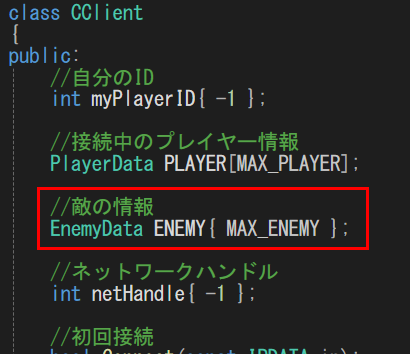 class CClient
{
public:
//自分のID
int myPlayerID{ -1 };
//接続中のプレイヤー情報
PlayerData PLAYER[MAX_PLAYER];
//敵の情報
EnemyData ENEMY{ MAX_ENEMY };
//ネットワークハンドル
int netHandle{ -1 };
//初回接続